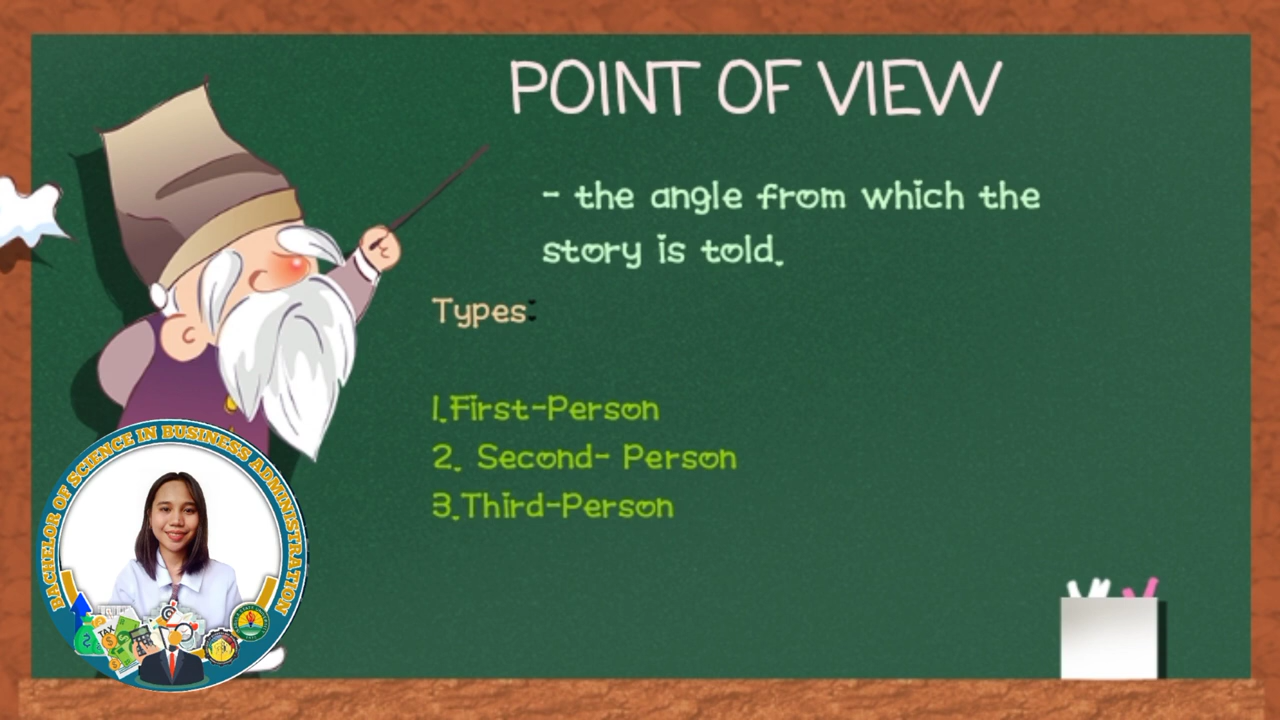 POINT OF VIEW
- the angle from which the
story is told.
Types:
1.First-Person
2. Second- Person
3.Third-Person
BACHELOR OF SCIENCE IN BUSINESS ADMINISTRATION
TAX